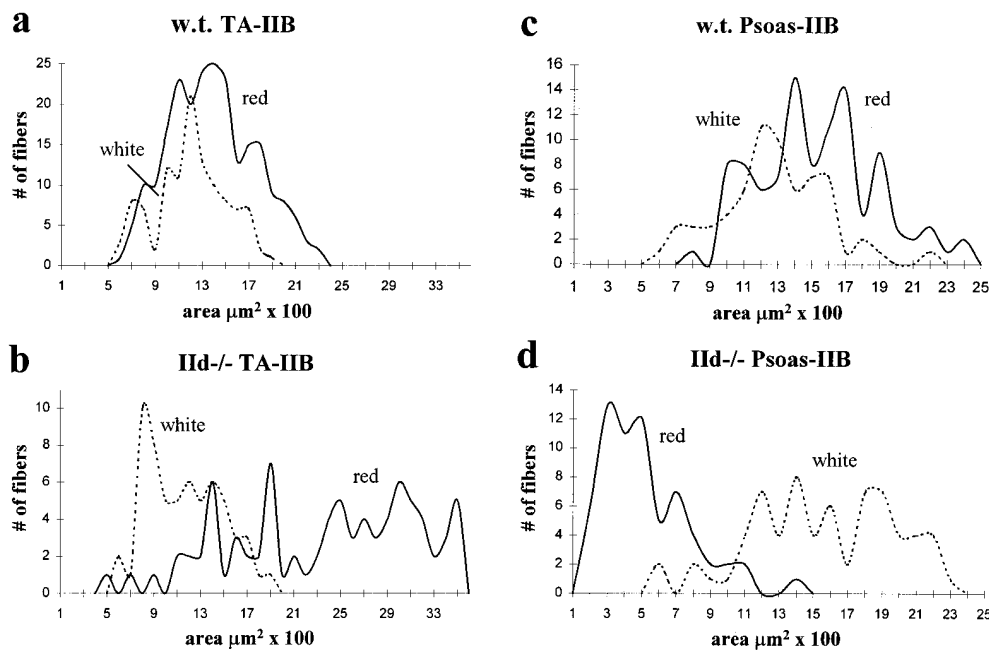 a
w.t. TA-IIB
# of fibers
25
20
15
10
5
0
white
red
1 5 9 13 17 21 25 29 33
area μm² x 100
c
w.t. Psoas-IIB
# of fibers
16
14
12
10
8
6
4
2
0
white
red
1 3 5 7 9 11 13 15 17 19 21 23 25
area μm² x 100
b
IId-/- TA-IIB
# of fibers
10
8
6
4
2
0
white
red
1 5 9 13 17 21 25 29 33
area μm² x 100
d
IId-/- Psoas-IIB
# of fibers
14
12
10
8
6
4
2
0
red
white
1 3 5 7 9 11 13 15 17 19 21 23 25
area μm² x 100